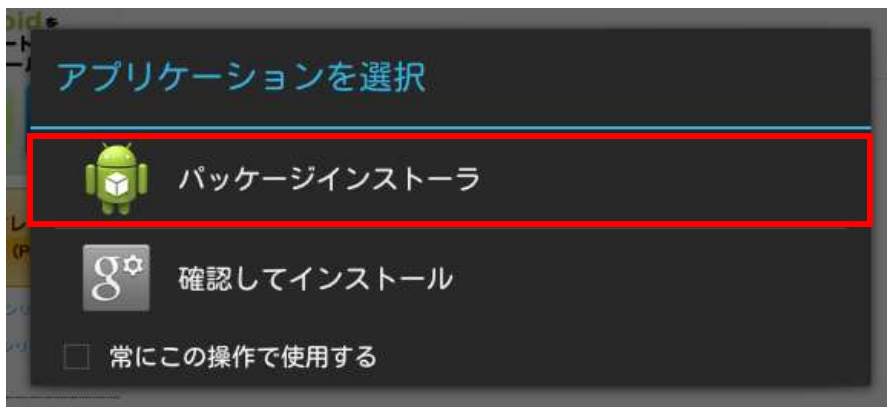 アプリケーションを選択
パッケージインストーラ
確認してインストール
常にこの操作で使用する